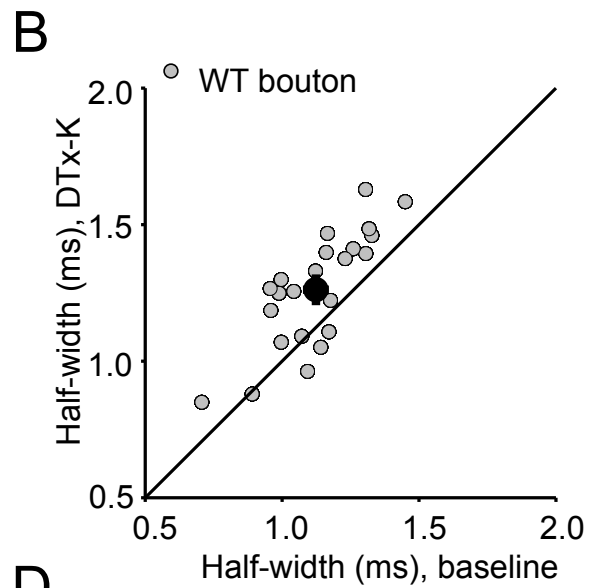 B
WT bouton
2.0
1.5
1.0
0.5
Half-width (ms), DTx-K
0.5 1.0 1.5 2.0
Half-width (ms), baseline
D